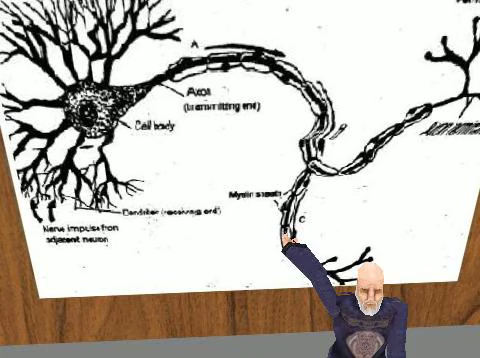 A
Axon
(transmitting end)
Cell body
Myelin sheath
C
Dendrites (receiving end)
Nerve impulse from
adjacent neuron